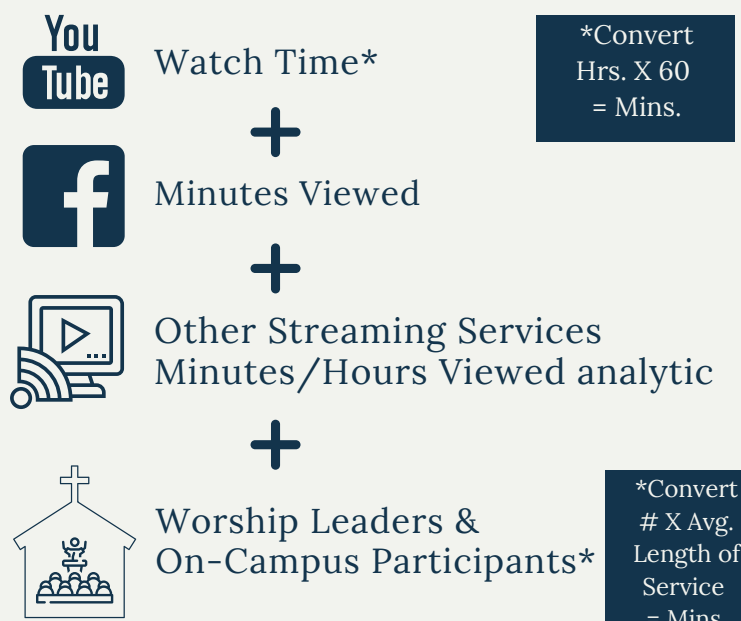 You
Tube
Watch Time*
*Convert
Hrs. X 60
= Mins.
Minutes Viewed
Other Streaming Services
Minutes/Hours Viewed analytic
Worship Leaders &
On-Campus Participants*
*Convert
# X Avg.
Length of
Service
= Mins